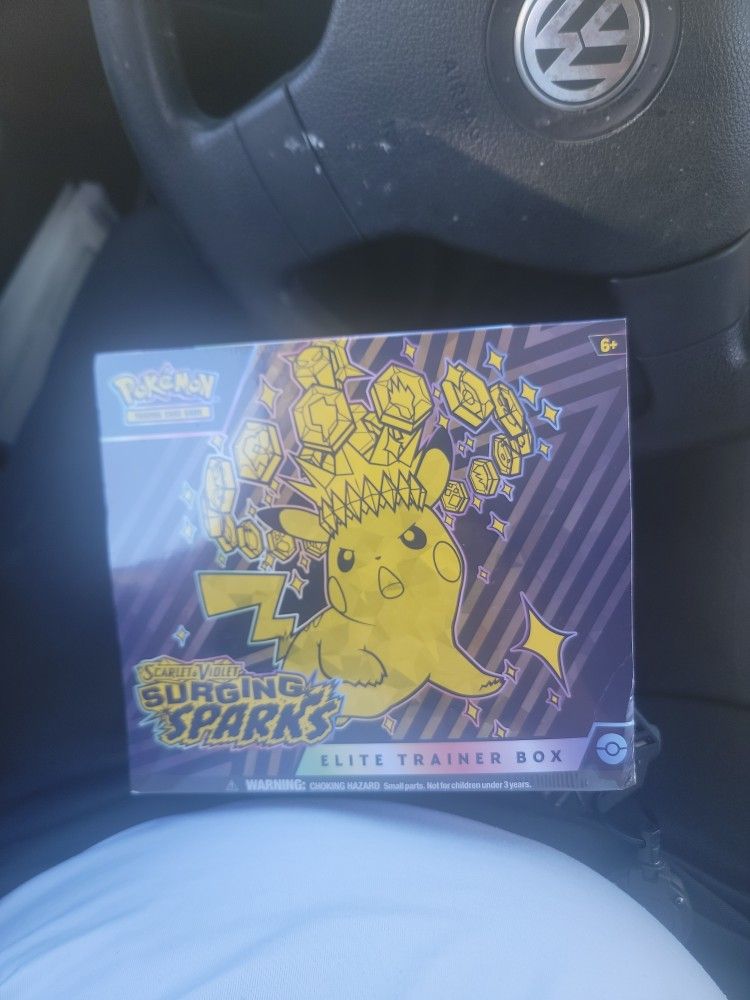 6+
POKÉMON
TRADING CARD GAME
SCARLET & VIOLET
SURGING
SPARKS
ELITE TRAINER BOX
WARNING: CHOKING HAZARD Small parts. Not for children under 3 years.